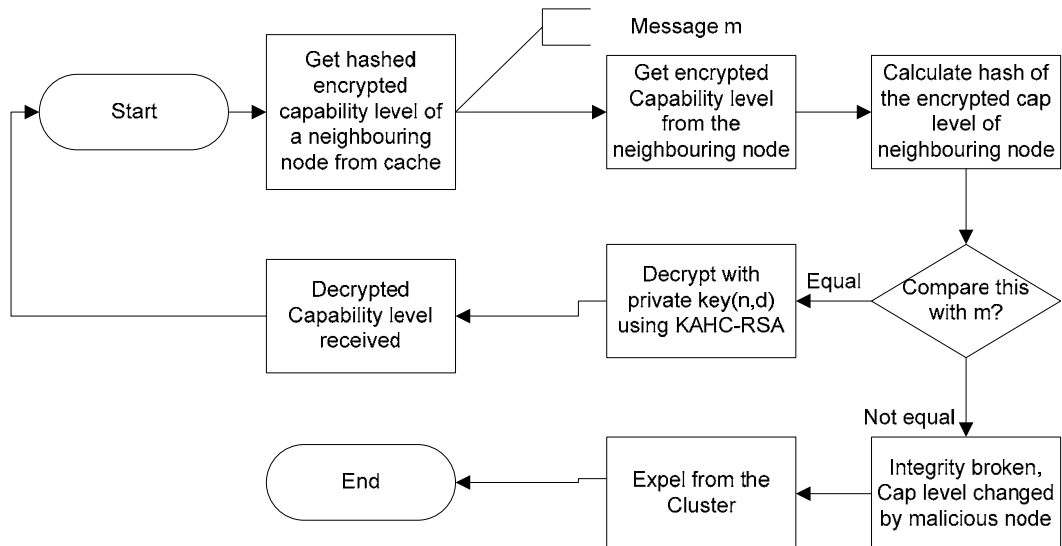 Message m
Start
Get hashed
encrypted
capability level of
a neighbouring
node from cache
Get encrypted
Capability level
from the
neighbouring node
Calculate hash of
the encrypted cap
level of
neighbouring node
Compare this
with m?
Equal
Decrypt with
private key(n,d)
using KAHC-RSA
Decrypted
Capability level
received
Not equal
Integrity broken,
Cap level changed
by malicious node
Expel from the
Cluster
End